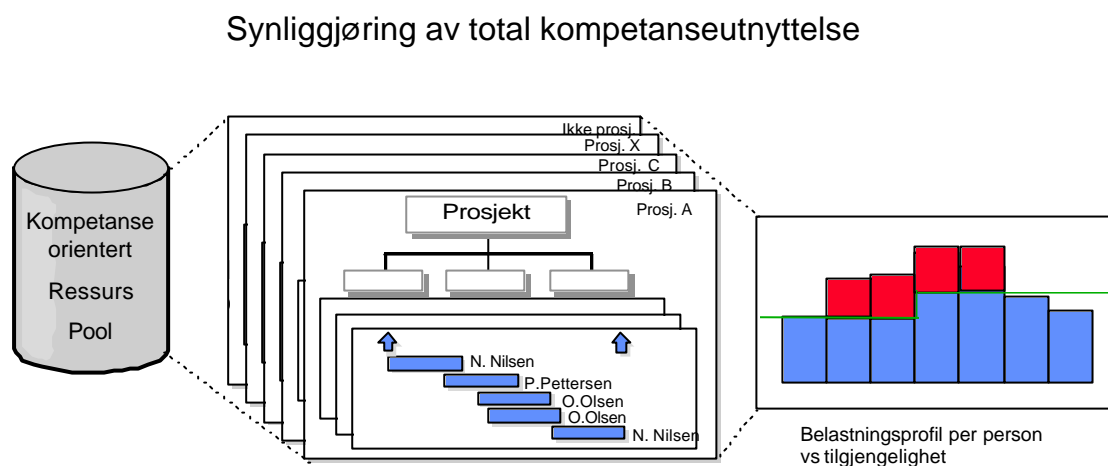 Synliggjøring av total kompetanseutnyttelse
Kompetanse
orientert
Ressurs
Pool
Ikke prosj.
Prosj. X
Prosj. C
Prosj. B
Prosj. A
Prosjekt
N. Nilsen
P.Pettersen
O.Olsen
O.Olsen
N. Nilsen
Belastningsprofil per person
vs tilgjengelighet